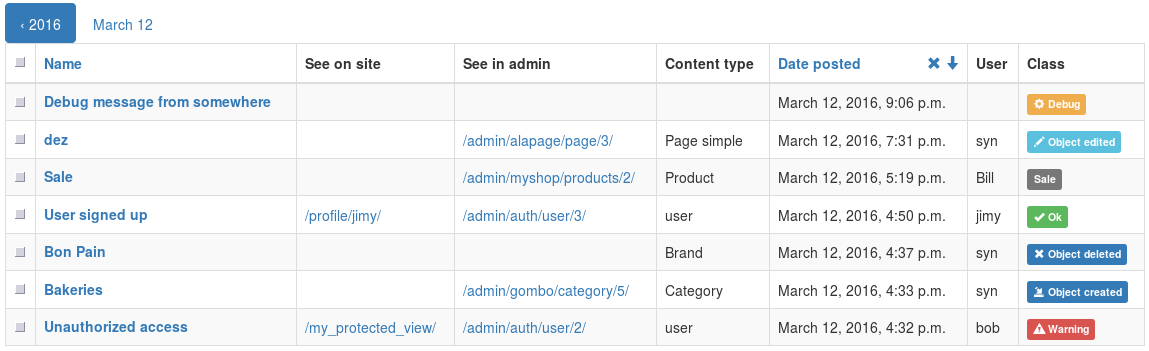 ‹ 2016 March 12
Name See on site See in admin Content type Date posted User Class
Debug message from somewhere March 12, 2016, 9:06 p.m. Debug
dez /admin/alapage/page/3/ Page simple March 12, 2016, 7:31 p.m. syn Object edited
Sale /admin/myshop/products/2/ Product March 12, 2016, 5:19 p.m. Bill Sale
User signed up /profile/jimy/ /admin/auth/user/3/ user March 12, 2016, 4:50 p.m. jimy Ok
Bon Pain Brand March 12, 2016, 4:37 p.m. syn Object deleted
Bakeries /admin/gombo/category/5/ Category March 12, 2016, 4:33 p.m. syn Object created
Unauthorized access /my_protected_view/ /admin/auth/user/2/ user March 12, 2016, 4:32 p.m. bob Warning